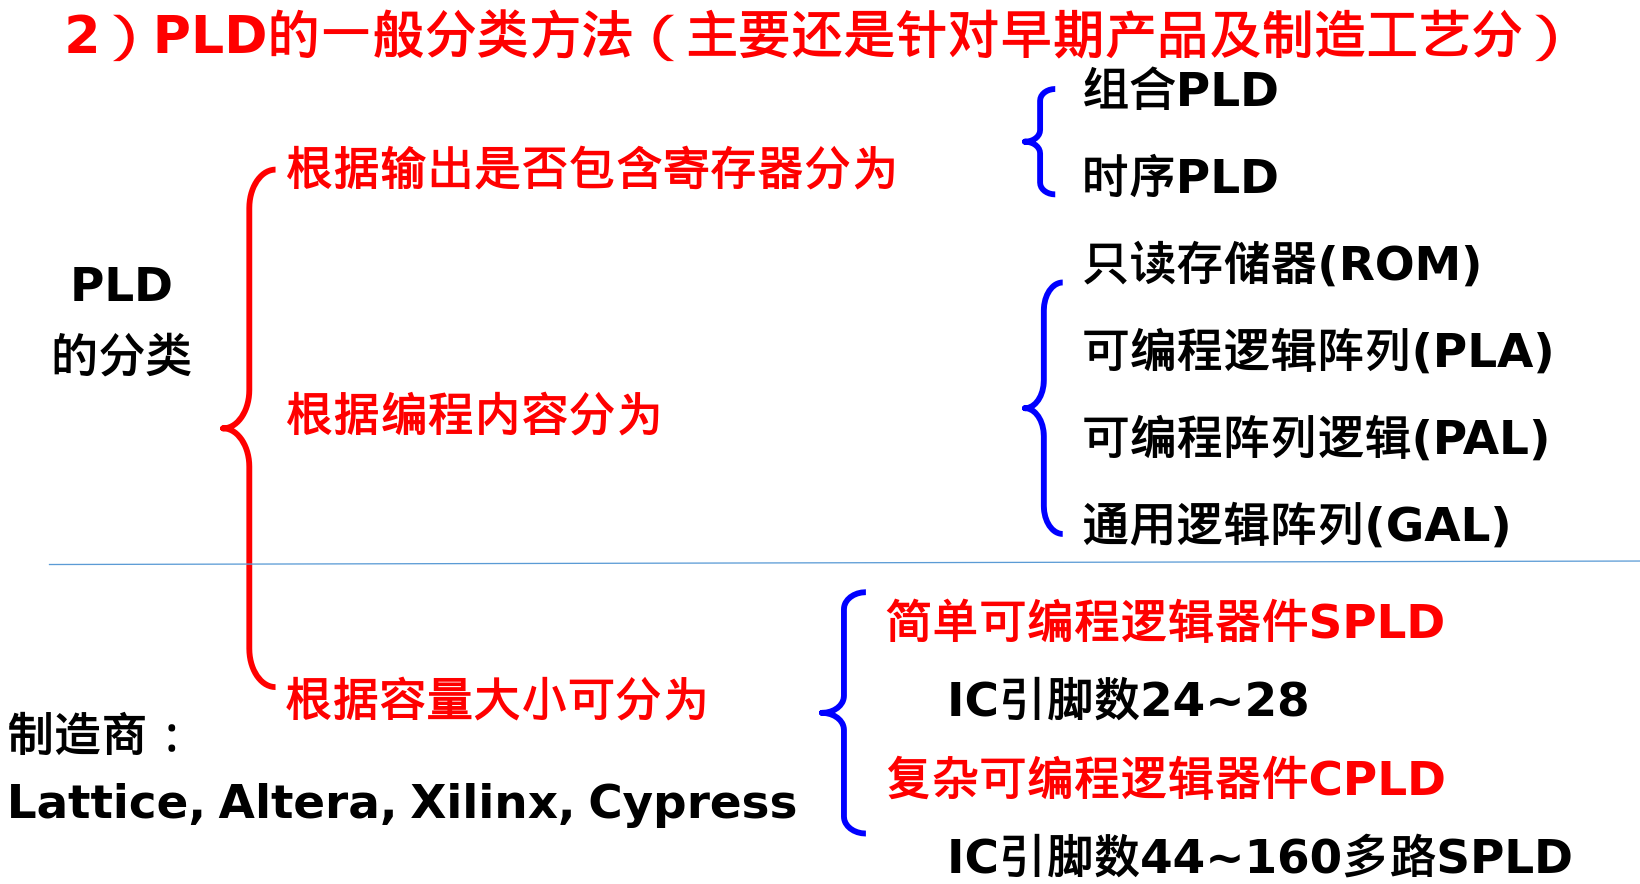 2）PLD的一般分类方法（主要还是针对早期产品及制造工艺分）
PLD
的分类
根据输出是否包含寄存器分为
组合PLD
时序PLD
根据编程内容分为
只读存储器(ROM)
可编程逻辑阵列(PLA)
可编程阵列逻辑(PAL)
通用逻辑阵列(GAL)
根据容量大小可分为
简单可编程逻辑器件SPLD
IC引脚数24~28
复杂可编程逻辑器件CPLD
IC引脚数44~160多路SPLD
制造商：
Lattice, Altera, Xilinx, Cypress